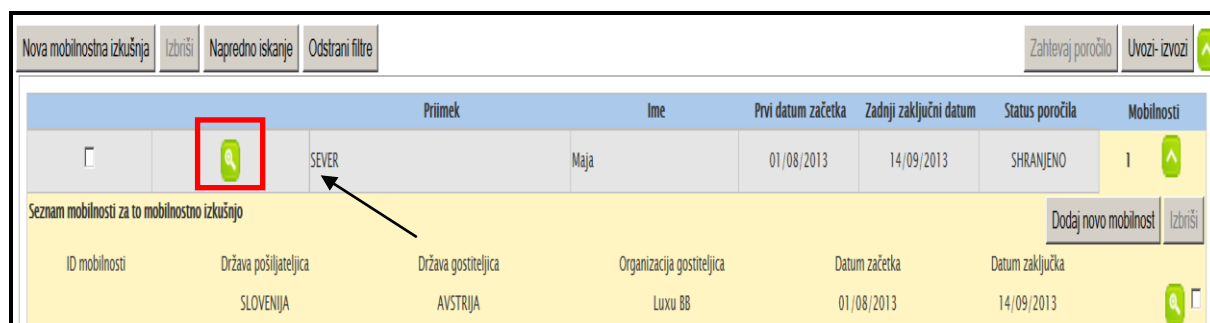 Nova mobilnostna izkušnja Izbriši Napredno iskanje Odstrani filtre Zahtevaj poročilo Uvozi- izvozi
Priimek Ime Prvi datum začetka Zadnji zaključni datum Status poročila Mobilnosti
SEVER Maja 01/08/2013 14/09/2013 SHRANJENO 1
Seznam mobilnosti za to mobilnostno izkušnjo Dodaj novo mobilnost Izbriši
ID mobilnosti Država pošiljateljica Država gostiteljica Organizacija gostiteljica Datum začetka Datum zaključka
SLOVENIJA AVSTRIJA Luxu BB 01/08/2013 14/09/2013